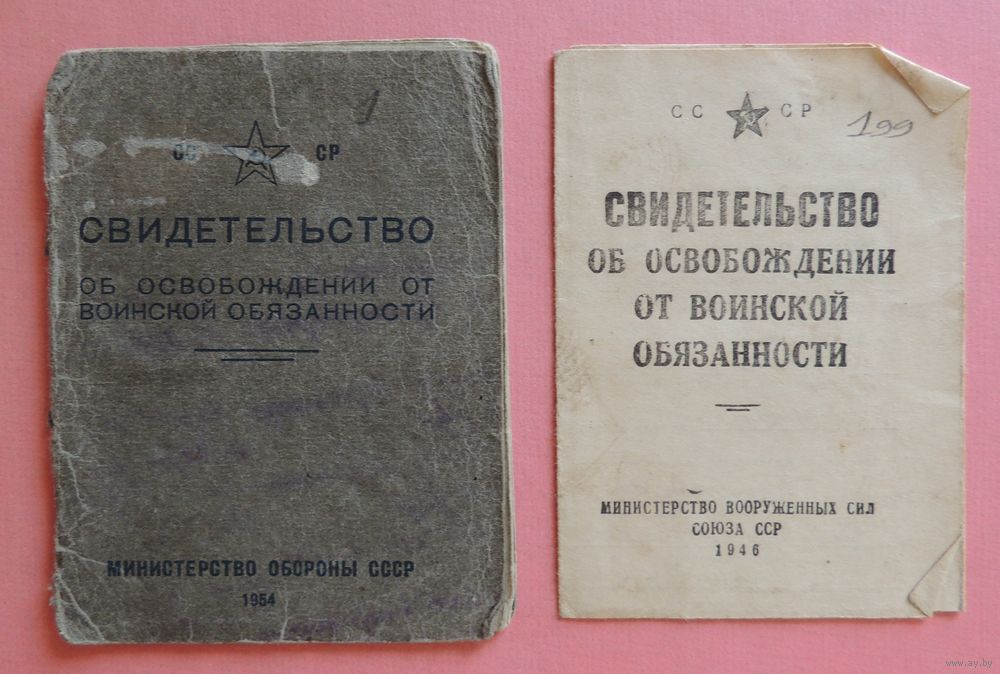 1
СС СР
СВИДЕТЕЛЬСТВО
ОБ ОСВОБОЖДЕНИИ ОТ
ВОИНСКОЙ ОБЯЗАННОСТИ
МИНИСТЕРСТВО ОБОРОНЫ СССР
1954
СС СР
199
СВИДЕТЕЛЬСТВО
ОБ ОСВОБОЖДЕНИИ
ОТ ВОИНСКОЙ
ОБЯЗАННОСТИ
МИНИСТЕРСТВО ВООРУЖЕННЫХ СИЛ
СОЮЗА ССР
1946
www.ay.by